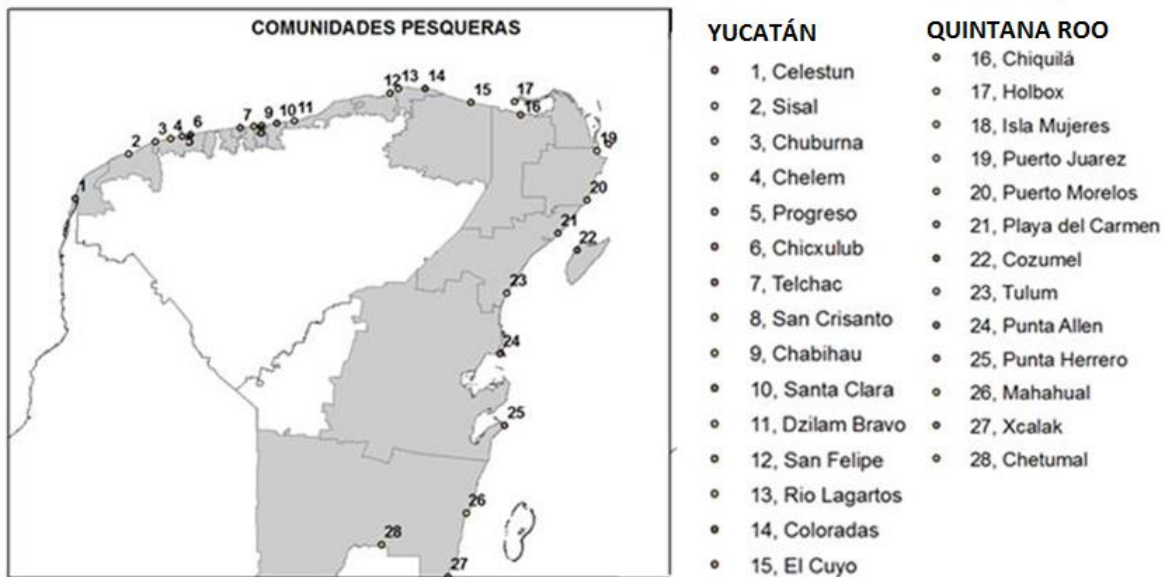 COMUNIDADES PESQUERAS
12 13 14
15
17
16
3 4 6
5
7
9
8
10 11
2
1
19
20
21
22
23
24
25
26
28
27
YUCATÁN
1, Celestun
2, Sisal
3, Chuburna
4, Chelem
5, Progreso
6, Chicxulub
7, Telchac
8, San Crisanto
9, Chabihau
10, Santa Clara
11, Dzilam Bravo
12, San Felipe
13, Rio Lagartos
14, Coloradas
15, El Cuyo
QUINTANA ROO
16, Chiquilá
17, Holbox
18, Isla Mujeres
19, Puerto Juarez
20, Puerto Morelos
21, Playa del Carmen
22, Cozumel
23, Tulum
24, Punta Allen
25, Punta Herrero
26, Mahahual
27, Xcalak
28, Chetumal